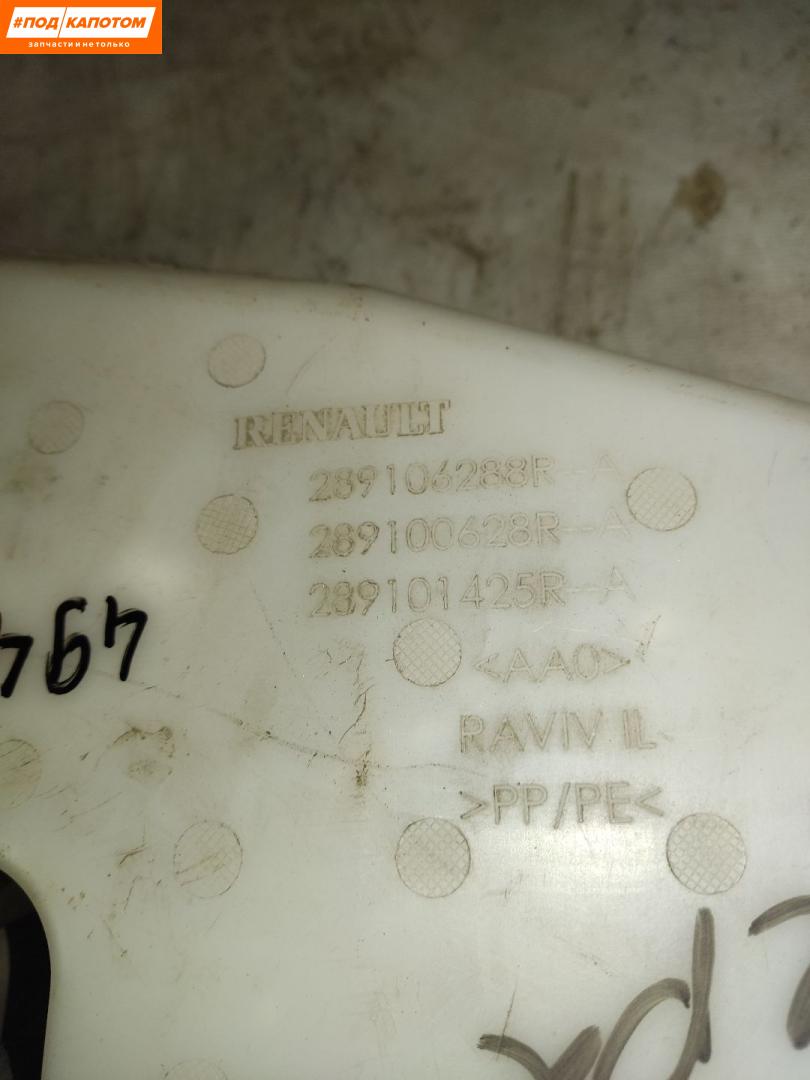 #ПОД КАПОТОМ
запчасти и не только
RENAULT
289106288R-A
289100628R-A
289101425R-A
<AA0>
RAVIV IL
>PP/PE<